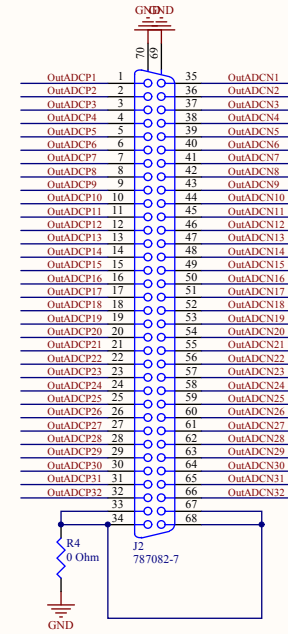 GND GND
70 69
OutADCP1 1 35 OutADCN1
OutADCP2 2 36 OutADCN2
OutADCP3 3 37 OutADCN3
OutADCP4 4 38 OutADCN4
OutADCP5 5 39 OutADCN5
OutADCP6 6 40 OutADCN6
OutADCP7 7 41 OutADCN7
OutADCP8 8 42 OutADCN8
OutADCP9 9 43 OutADCN9
OutADCP10 10 44 OutADCN10
OutADCP11 11 45 OutADCN11
OutADCP12 12 46 OutADCN12
OutADCP13 13 47 OutADCN13
OutADCP14 14 48 OutADCN14
OutADCP15 15 49 OutADCN15
OutADCP16 16 50 OutADCN16
OutADCP17 17 51 OutADCN17
OutADCP18 18 52 OutADCN18
OutADCP19 19 53 OutADCN19
OutADCP20 20 54 OutADCN20
OutADCP21 21 55 OutADCN21
OutADCP22 22 56 OutADCN22
OutADCP23 23 57 OutADCN23
OutADCP24 24 58 OutADCN24
OutADCP25 25 59 OutADCN25
OutADCP26 26 60 OutADCN26
OutADCP27 27 61 OutADCN27
OutADCP28 28 62 OutADCN28
OutADCP29 29 63 OutADCN29
OutADCP30 30 64 OutADCN30
OutADCP31 31 65 OutADCN31
OutADCP32 32 66 OutADCN32
33 67
34 68
R4 J2
0 Ohm 787082-7
GND